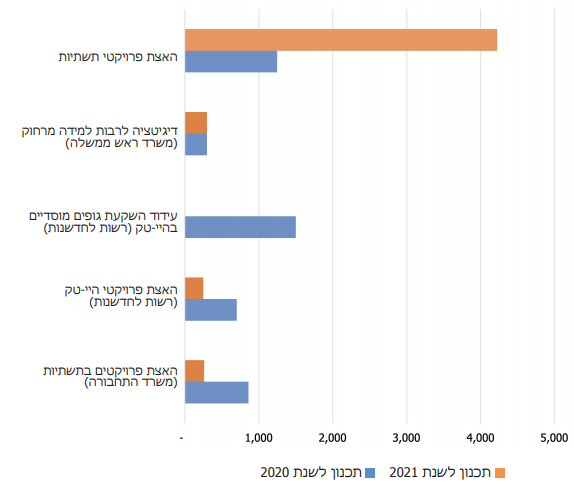 האצת פרויקטי תשתיות
דיגיטציה לרבות למידה מרחוק
(משרד ראש ממשלה)
עידוד השקעת גופים מוסדיים
בהיי-טק (רשות לחדשנות)
האצת פרויקטי היי-טק
(רשות לחדשנות)
האצת פרויקטים בתשתיות
(משרד התחבורה)
- 1,000 2,000 3,000 4,000 5,000
תכנון לשנת 2021 תכנון לשנת 2020